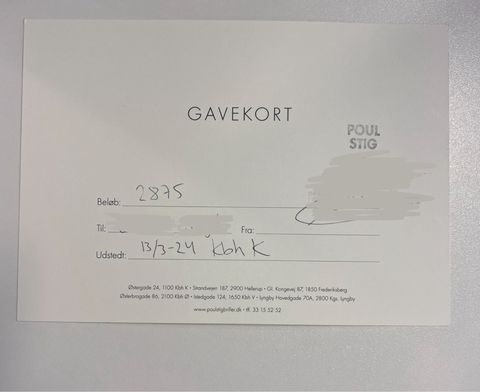 GAVEKORT
POUL
STIG
Beløb: 2875
Til: Fra:
Udstedt: 13/3-24 Kbh K
Østergade 24, 1100 Kbh K • Strandvejen 187, 2900 Hellerup • Gl. Kongevej 87, 1850 Frederiksberg
Østerbrogade 86, 2100 Kbh Ø • Istedgade 124, 1650 Kbh V • Lyngby Hovedgade 70A, 2800 Kgs. Lyngby
www.poulstigbriller.dk • tlf. 33 15 52 52